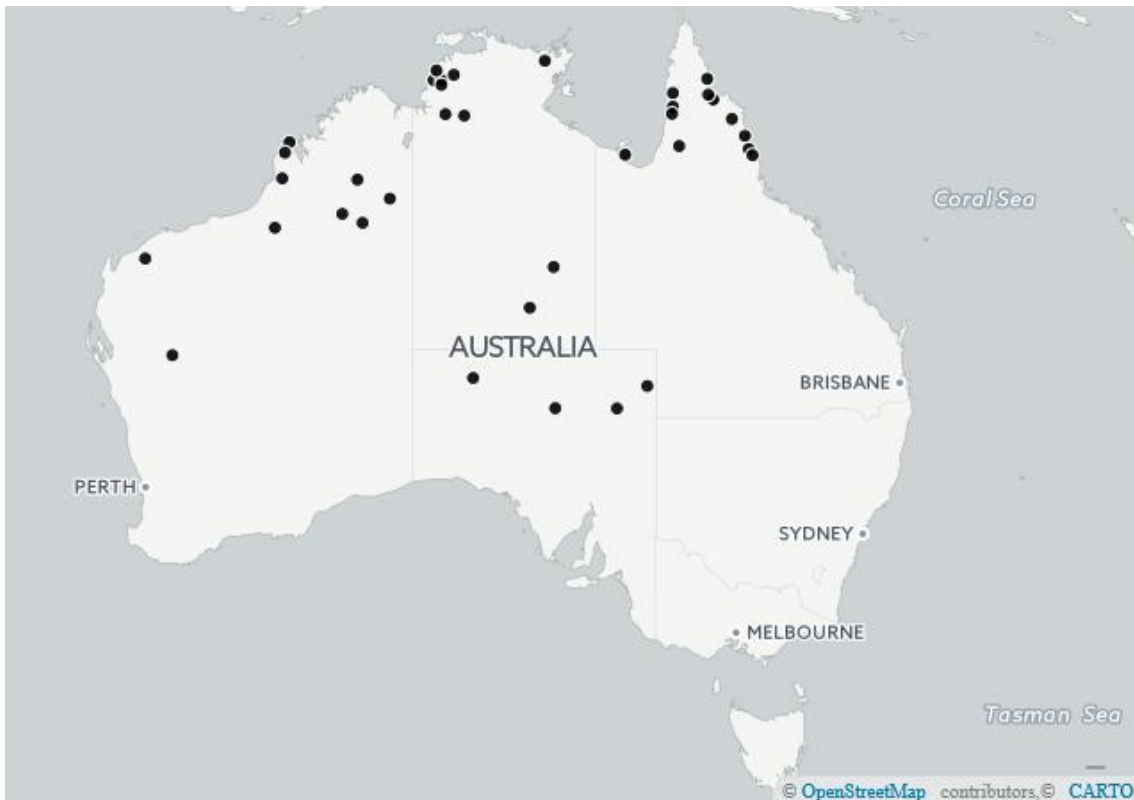 Coral Sea
AUSTRALIA
BRISBANE
PERTH
SYDNEY
MELBOURNE
Tasman Sea
© OpenStreetMap contributors,© CARTO